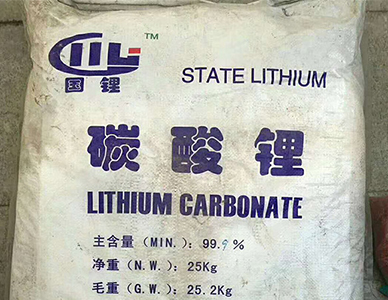 TM
国锂
STATE LITHIUM
碳酸锂
LITHIUM CARBONATE
主含量(MIN.): 99.9%
净重(N.W.): 25Kg
毛重(G.W.): 25.2Kg